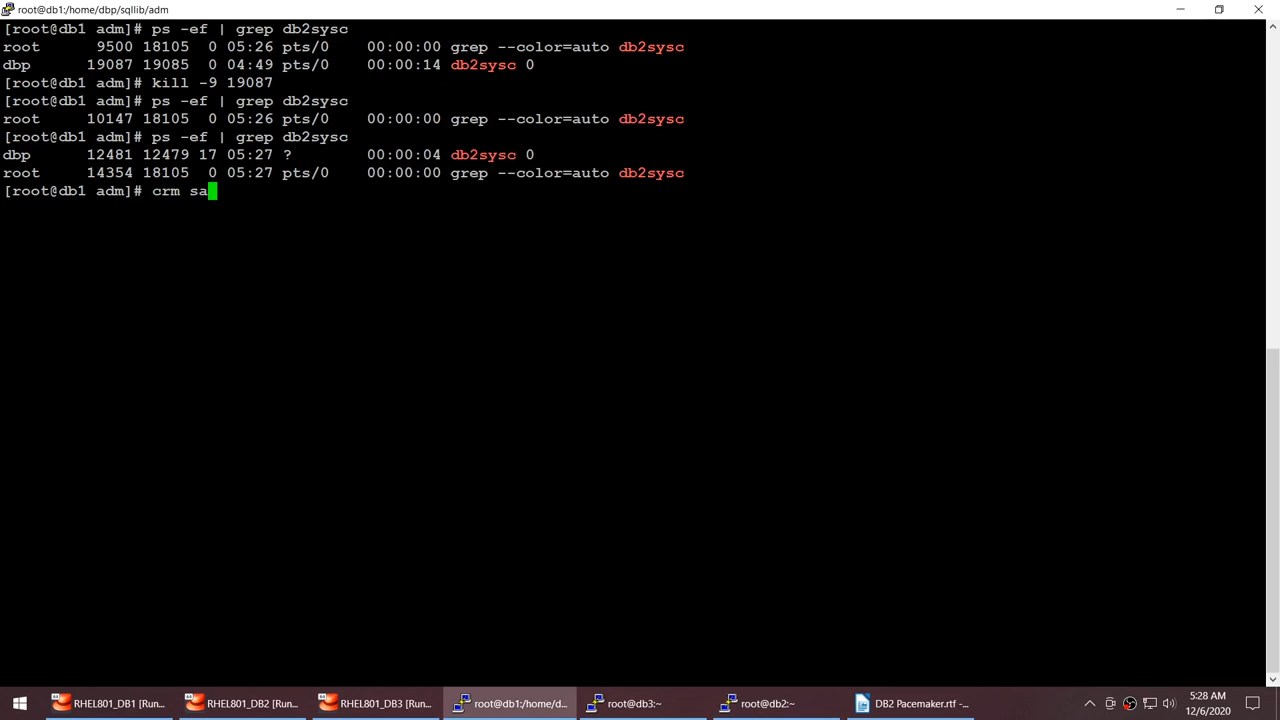 root@db1:/home/dbp/sqllib/adm
[root@db1 adm]# ps -ef | grep db2sysc
root      9500 18105  0 05:26 pts/0    00:00:00 grep --color=auto db2sysc
dbp      19087 19085  0 04:49 pts/0    00:00:14 db2sysc 0
[root@db1 adm]# kill -9 19087
[root@db1 adm]# ps -ef | grep db2sysc
root     10147 18105  0 05:26 pts/0    00:00:00 grep --color=auto db2sysc
[root@db1 adm]# ps -ef | grep db2sysc
dbp      12481 12479 17 05:27 ?        00:00:04 db2sysc 0
root     14354 18105  0 05:27 pts/0    00:00:00 grep --color=auto db2sysc
[root@db1 adm]# crm sa
RHEL801_DB1 [Run... RHEL801_DB2 [Run... RHEL801_DB3 [Run... root@db1:/home/d... root@db3:~ root@db2:~ DB2 Pacemaker.rtf -... 5:28 AM
12/6/2020